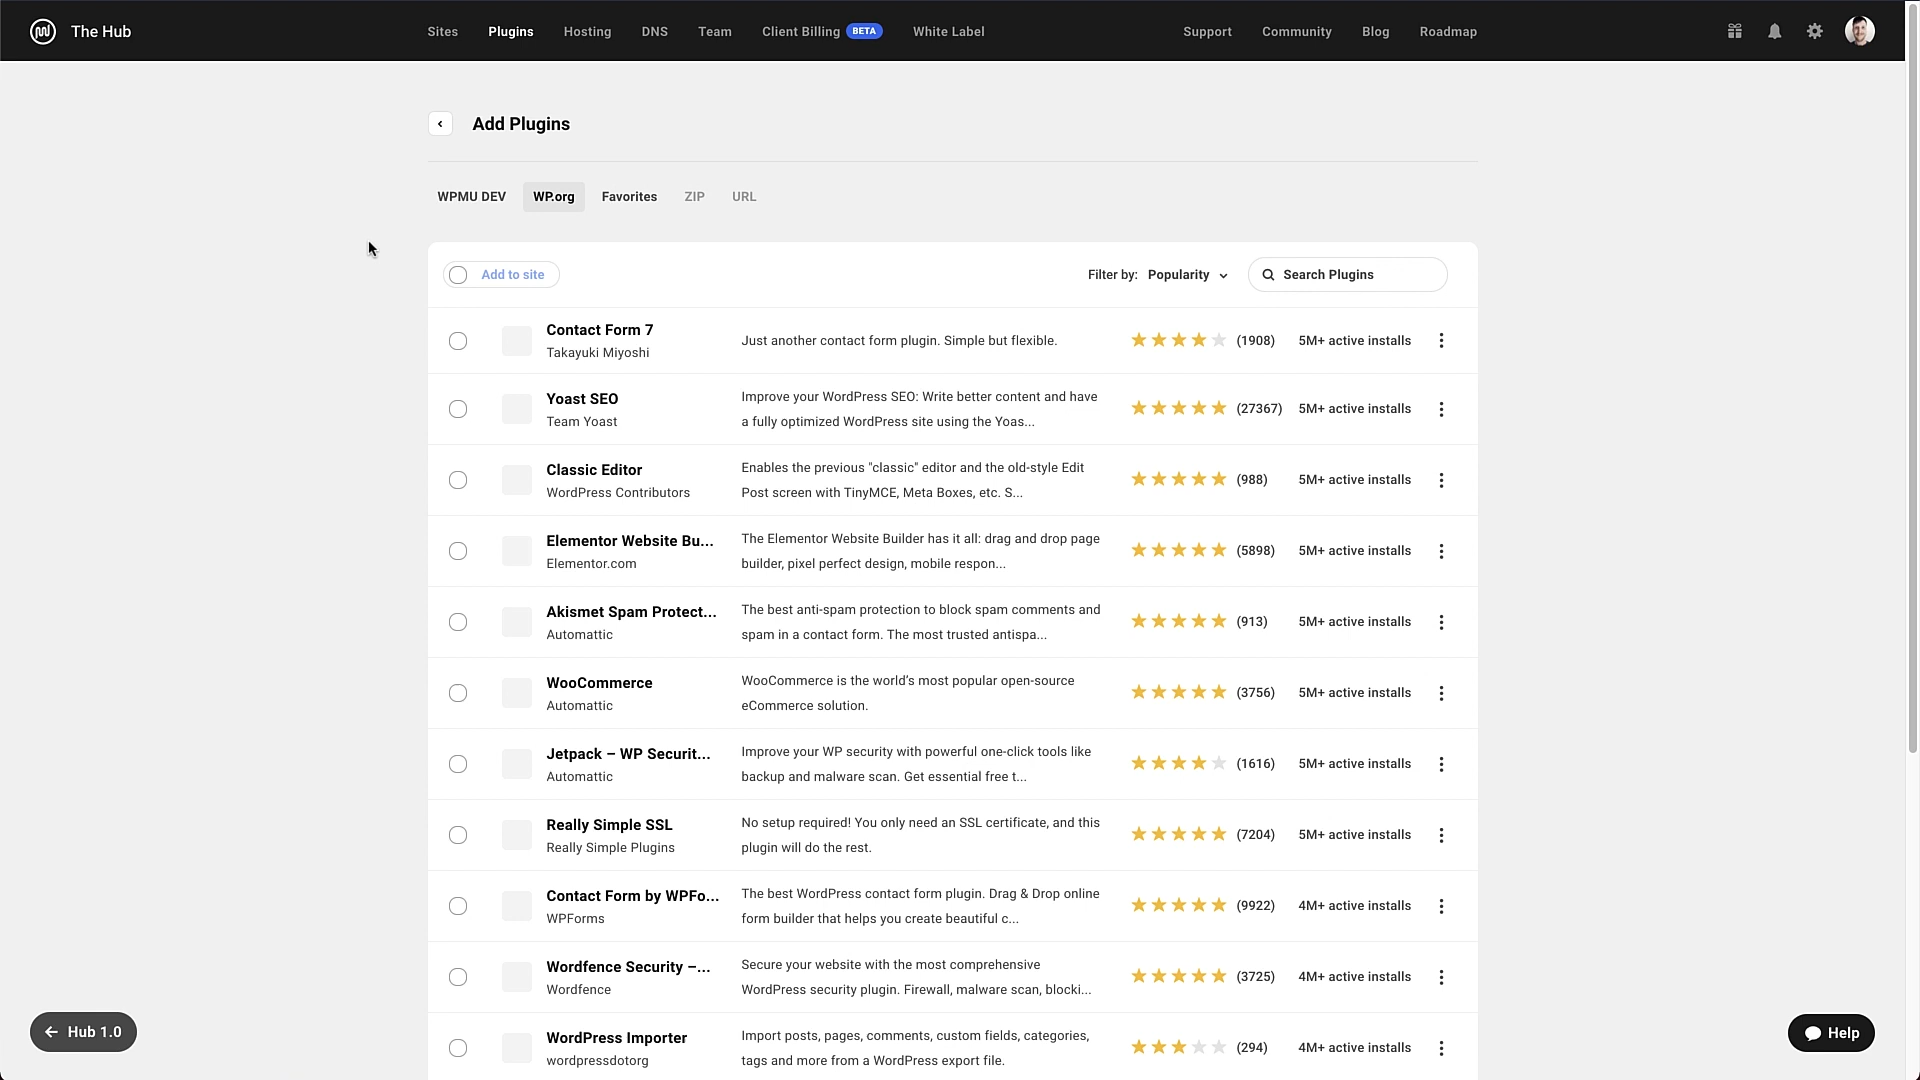 The Hub
Sites Plugins Hosting DNS Team Client Billing BETA White Label Support Community Blog Roadmap
Add Plugins
WPMU DEV WP.org Favorites ZIP URL
Add to site Filter by: Popularity Search Plugins
Contact Form 7
Takayuki Miyoshi
Just another contact form plugin. Simple but flexible.
(1908) 5M+ active installs
Yoast SEO
Team Yoast
Improve your WordPress SEO: Write better content and have
a fully optimized WordPress site using the Yoas...
(27367) 5M+ active installs
Classic Editor
WordPress Contributors
Enables the previous "classic" editor and the old-style Edit
Post screen with TinyMCE, Meta Boxes, etc. S...
(988) 5M+ active installs
Elementor Website Bu...
Elementor.com
The Elementor Website Builder has it all: drag and drop page
builder, pixel perfect design, mobile respon...
(5898) 5M+ active installs
Akismet Spam Protect...
Automattic
The best anti-spam protection to block spam comments and
spam in a contact form. The most trusted antispa...
(913) 5M+ active installs
WooCommerce
Automattic
WooCommerce is the world’s most popular open-source
eCommerce solution.
(3756) 5M+ active installs
Jetpack – WP Securit...
Automattic
Improve your WP security with powerful one-click tools like
backup and malware scan. Get essential free t...
(1616) 5M+ active installs
Really Simple SSL
Really Simple Plugins
No setup required! You only need an SSL certificate, and this
plugin will do the rest.
(7204) 5M+ active installs
Contact Form by WPFo...
WPForms
The best WordPress contact form plugin. Drag & Drop online
form builder that helps you create beautiful c...
(9922) 4M+ active installs
Wordfence Security –...
Wordfence
Secure your website with the most comprehensive
WordPress security plugin. Firewall, malware scan, blocki...
(3725) 4M+ active installs
WordPress Importer
wordpressdotorg
Import posts, pages, comments, custom fields, categories,
tags and more from a WordPress export file.
(294) 4M+ active installs
Hub 1.0
Help